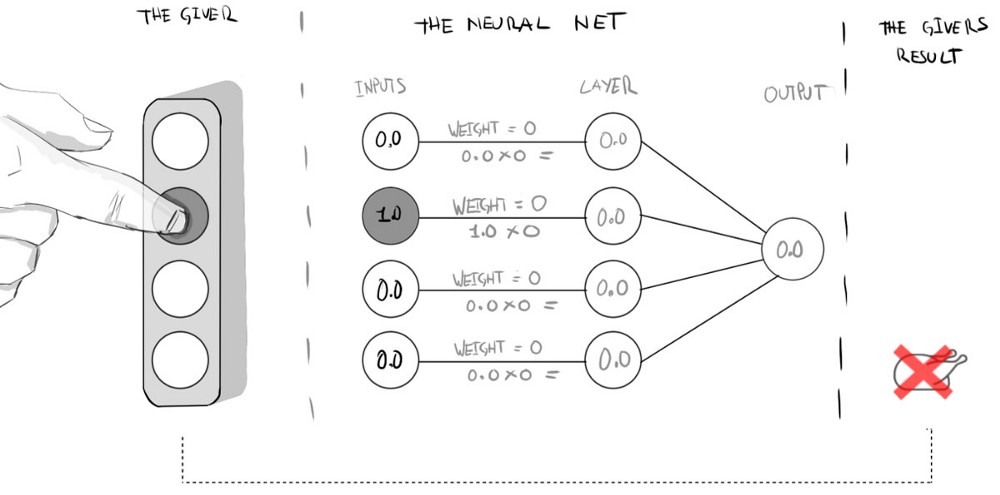 THE GIVER
THE NEURAL NET
THE GIVERS
RESULT
INPUTS
LAYER
OUTPUT
0.0
WEIGHT = 0
0.0 × 0 =
0.0
1.0
WEIGHT = 0
1.0 × 0
0.0
0.0
0.0
WEIGHT = 0
0.0 × 0 =
0.0
0.0
WEIGHT = 0
0.0 × 0 =
0.0